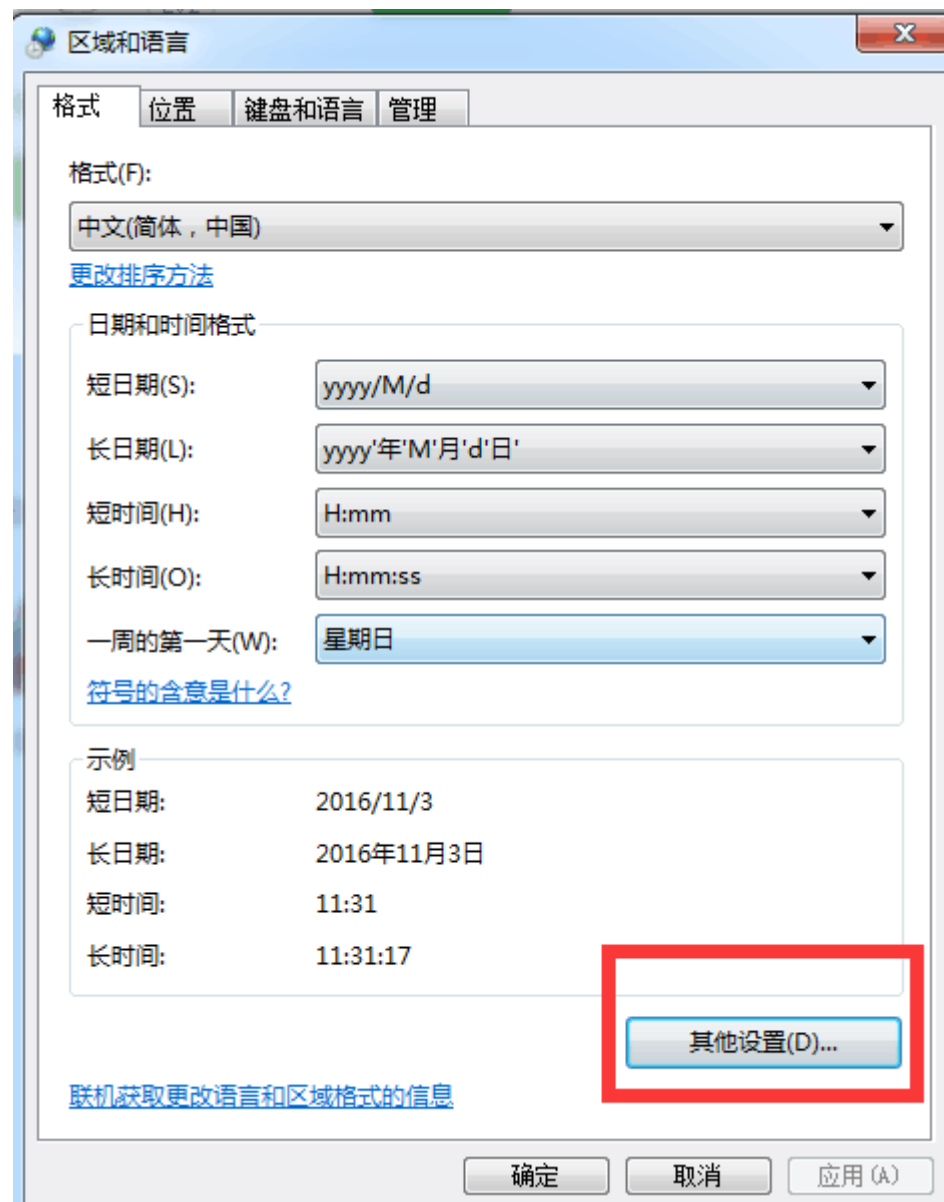 区域和语言
格式 位置 键盘和语言 管理
格式(F):
中文(简体，中国)
更改排序方法
日期和时间格式
短日期(S): yyyy/M/d
长日期(L): yyyy'年'M'月'd'日'
短时间(H): H:mm
长时间(O): H:mm:ss
一周的第一天(W): 星期日
符号的含意是什么?
示例
短日期: 2016/11/3
长日期: 2016年11月3日
短时间: 11:31
长时间: 11:31:17
其他设置(D)...
联机获取更改语言和区域格式的信息
确定 取消 应用(A)